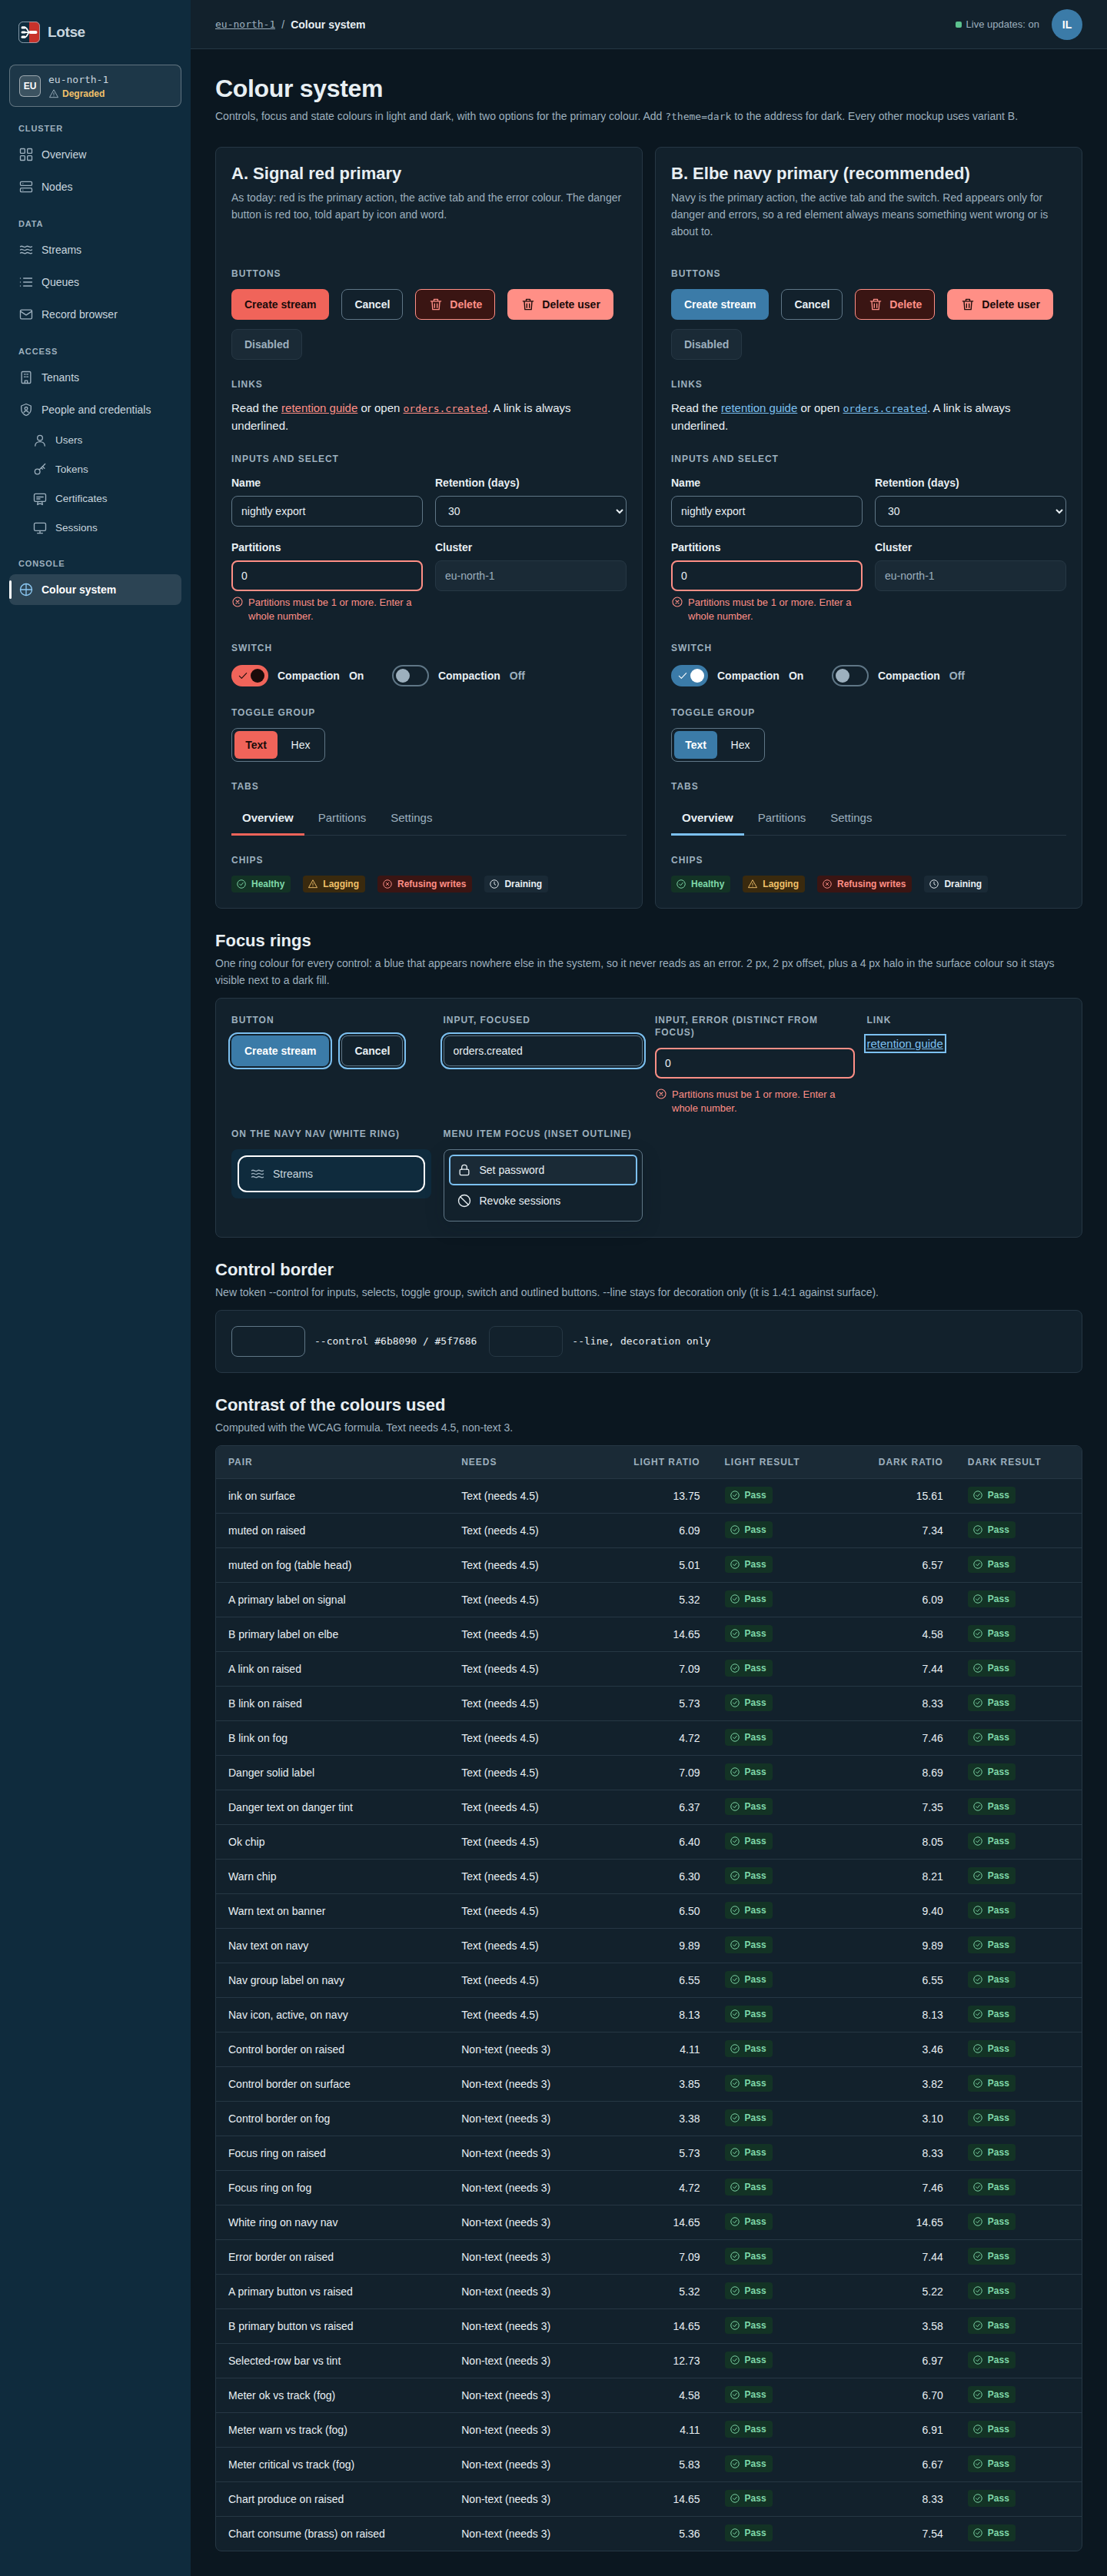 Lotse
EU
eu-north-1
Degraded
CLUSTER
Overview
Nodes
DATA
Streams
Queues
Record browser
ACCESS
Tenants
People and credentials
Users
Tokens
Certificates
Sessions
CONSOLE
Colour system
eu-north-1 / Colour system
Live updates: on
IL
Colour system
Controls, focus and state colours in light and dark, with two options for the primary colour. Add ?theme=dark to the address for dark. Every other mockup uses variant B.
A. Signal red primary
As today: red is the primary action, the active tab and the error colour. The danger
button is red too, told apart by icon and word.
BUTTONS
Create stream
Cancel
Delete
Delete user
Disabled
LINKS
Read the retention guide or open orders.created. A link is always
underlined.
INPUTS AND SELECT
Name
Retention (days)
nightly export
30
Partitions
Cluster
0
eu-north-1
Partitions must be 1 or more. Enter a
whole number.
SWITCH
Compaction On
Compaction Off
TOGGLE GROUP
Text
Hex
TABS
Overview
Partitions
Settings
CHIPS
Healthy
Lagging
Refusing writes
Draining
B. Elbe navy primary (recommended)
Navy is the primary action, the active tab and the switch. Red appears only for
danger and errors, so a red element always means something went wrong or is
about to.
BUTTONS
Create stream
Cancel
Delete
Delete user
Disabled
LINKS
Read the retention guide or open orders.created. A link is always
underlined.
INPUTS AND SELECT
Name
Retention (days)
nightly export
30
Partitions
Cluster
0
eu-north-1
Partitions must be 1 or more. Enter a
whole number.
SWITCH
Compaction On
Compaction Off
TOGGLE GROUP
Text
Hex
TABS
Overview
Partitions
Settings
CHIPS
Healthy
Lagging
Refusing writes
Draining
Focus rings
One ring colour for every control: a blue that appears nowhere else in the system, so it never reads as an error. 2 px, 2 px offset, plus a 4 px halo in the surface colour so it stays
visible next to a dark fill.
BUTTON
Create stream
Cancel
INPUT, FOCUSED
orders.created
INPUT, ERROR (DISTINCT FROM
FOCUS)
0
Partitions must be 1 or more. Enter a
whole number.
LINK
retention guide
ON THE NAVY NAV (WHITE RING)
Streams
MENU ITEM FOCUS (INSET OUTLINE)
Set password
Revoke sessions
Control border
New token --control for inputs, selects, toggle group, switch and outlined buttons. --line stays for decoration only (it is 1.4:1 against surface).
--control #6b8090 / #5f7686
--line, decoration only
Contrast of the colours used
Computed with the WCAG formula. Text needs 4.5, non-text 3.
PAIR NEEDS LIGHT RATIO LIGHT RESULT DARK RATIO DARK RESULT
ink on surface Text (needs 4.5) 13.75 Pass 15.61 Pass
muted on raised Text (needs 4.5) 6.09 Pass 7.34 Pass
muted on fog (table head) Text (needs 4.5) 5.01 Pass 6.57 Pass
A primary label on signal Text (needs 4.5) 5.32 Pass 6.09 Pass
B primary label on elbe Text (needs 4.5) 14.65 Pass 4.58 Pass
A link on raised Text (needs 4.5) 7.09 Pass 7.44 Pass
B link on raised Text (needs 4.5) 5.73 Pass 8.33 Pass
B link on fog Text (needs 4.5) 4.72 Pass 7.46 Pass
Danger solid label Text (needs 4.5) 7.09 Pass 8.69 Pass
Danger text on danger tint Text (needs 4.5) 6.37 Pass 7.35 Pass
Ok chip Text (needs 4.5) 6.40 Pass 8.05 Pass
Warn chip Text (needs 4.5) 6.30 Pass 8.21 Pass
Warn text on banner Text (needs 4.5) 6.50 Pass 9.40 Pass
Nav text on navy Text (needs 4.5) 9.89 Pass 9.89 Pass
Nav group label on navy Text (needs 4.5) 6.55 Pass 6.55 Pass
Nav icon, active, on navy Text (needs 4.5) 8.13 Pass 8.13 Pass
Control border on raised Non-text (needs 3) 4.11 Pass 3.46 Pass
Control border on surface Non-text (needs 3) 3.85 Pass 3.82 Pass
Control border on fog Non-text (needs 3) 3.38 Pass 3.10 Pass
Focus ring on raised Non-text (needs 3) 5.73 Pass 8.33 Pass
Focus ring on fog Non-text (needs 3) 4.72 Pass 7.46 Pass
White ring on navy nav Non-text (needs 3) 14.65 Pass 14.65 Pass
Error border on raised Non-text (needs 3) 7.09 Pass 7.44 Pass
A primary button vs raised Non-text (needs 3) 5.32 Pass 5.22 Pass
B primary button vs raised Non-text (needs 3) 14.65 Pass 3.58 Pass
Selected-row bar vs tint Non-text (needs 3) 12.73 Pass 6.97 Pass
Meter ok vs track (fog) Non-text (needs 3) 4.58 Pass 6.70 Pass
Meter warn vs track (fog) Non-text (needs 3) 4.11 Pass 6.91 Pass
Meter critical vs track (fog) Non-text (needs 3) 5.83 Pass 6.67 Pass
Chart produce on raised Non-text (needs 3) 14.65 Pass 8.33 Pass
Chart consume (brass) on raised Non-text (needs 3) 5.36 Pass 7.54 Pass